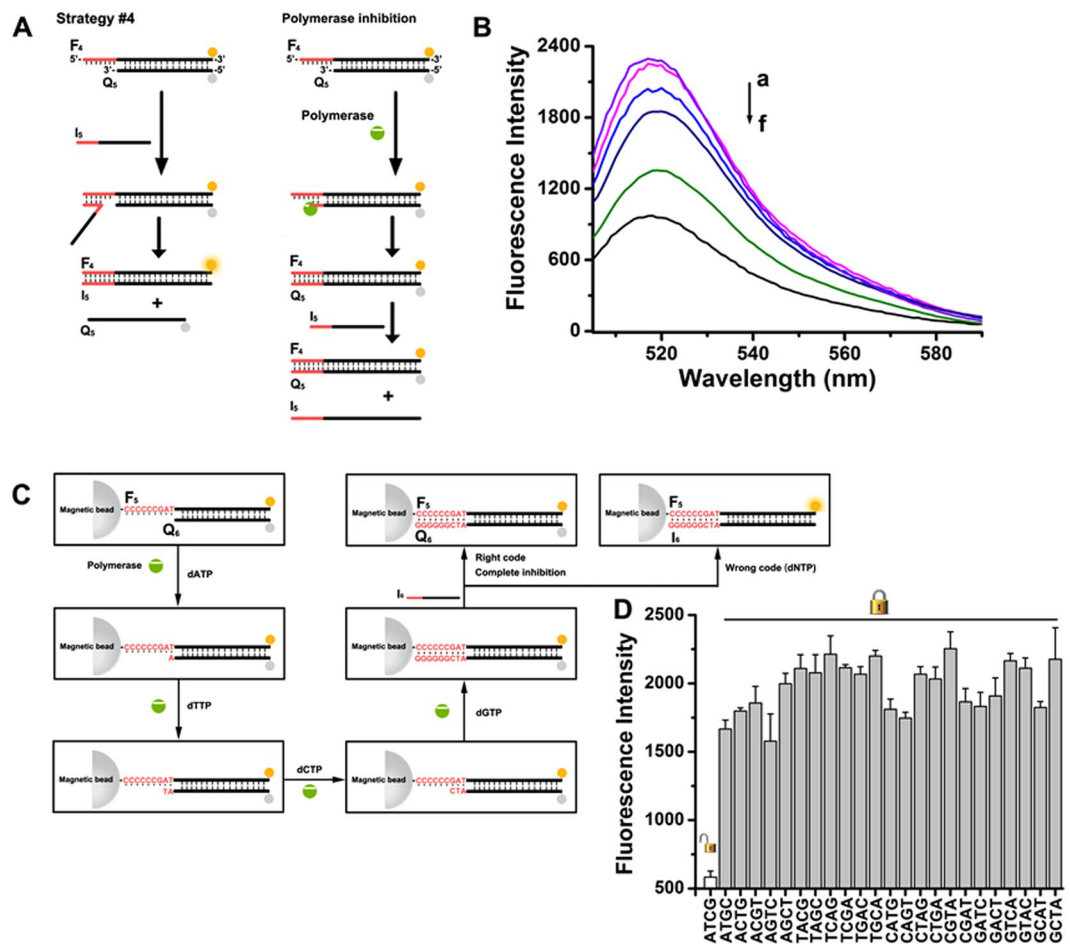 A
Strategy #4
F4
5'- -3'
3'- -5'
Q5
I5
F4
I5
+
Q5
Polymerase inhibition
F4
5'- -3'
3'- -5'
Q5
Polymerase
F4
Q5
I5
F4
Q5
+
I5
B
Fluorescence Intensity
2400
1800
1200
600
0
a
f
520 540 560 580
Wavelength (nm)
C
Magnetic bead
F5
-CCCCCCGAT
Q6
Polymerase
dATP
Magnetic bead
-CCCCCCGAT
A
dTTP
Magnetic bead
-CCCCCCGAT
TA
dCTP
Magnetic bead
-CCCCCCGAT
CTA
dGTP
Magnetic bead
-CCCCCCGAT
GGGGGGCTA
I6
Right code
Complete inhibition
Wrong code (dNTP)
Magnetic bead
F5
-CCCCCCGAT
GGGGGGCTA
Q6
Magnetic bead
F5
-CCCCCCGAT
GGGGGGCTA
I6
D
Fluorescence Intensity
2500
2000
1500
1000
500
ATCG
ATGC
ACTG
ACGT
AGTC
AGCT
TACG
TAGC
TCAG
TCGA
TGAC
TGCA
CATG
CAGT
CTAG
CTGA
CGTA
CGAT
GATC
GACT
GTCA
GTAC
GCAT
GCTA